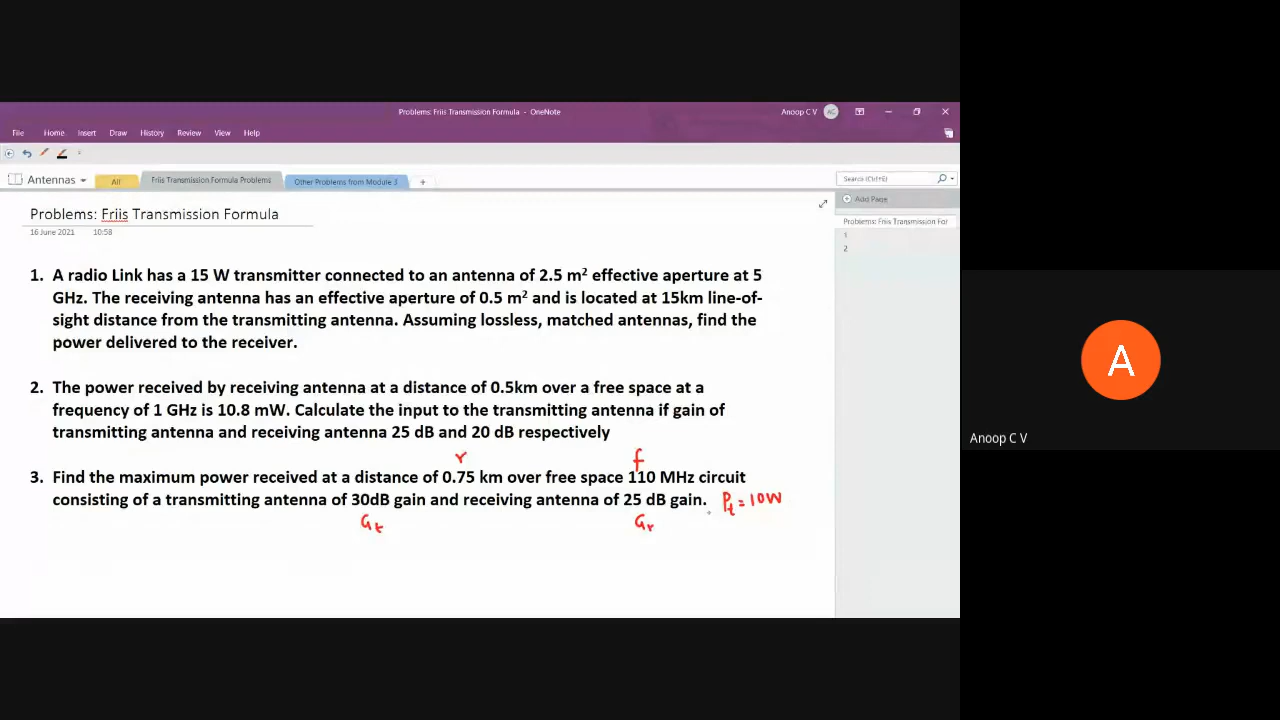 Problems: Friis Transmission Formula - OneNote
Anoop C V
AC
File Home Insert Draw History Review View Help
Antennas
All
Friis Transmission Formula Problems
Other Problems from Module 3
+
Search (Ctrl+E)
Add Page
Problems: Friis Transmission For
1
2
Problems: Friis Transmission Formula
16 June 2021 10:58
1. A radio Link has a 15 W transmitter connected to an antenna of 2.5 m² effective aperture at 5
GHz. The receiving antenna has an effective aperture of 0.5 m² and is located at 15km line-of-
sight distance from the transmitting antenna. Assuming lossless, matched antennas, find the
power delivered to the receiver.
2. The power received by receiving antenna at a distance of 0.5km over a free space at a
frequency of 1 GHz is 10.8 mW. Calculate the input to the transmitting antenna if gain of
transmitting antenna and receiving antenna 25 dB and 20 dB respectively
r f
3. Find the maximum power received at a distance of 0.75 km over free space 110 MHz circuit
consisting of a transmitting antenna of 30dB gain and receiving antenna of 25 dB gain. Pt = 10W
Gt Gr
A
Anoop C V